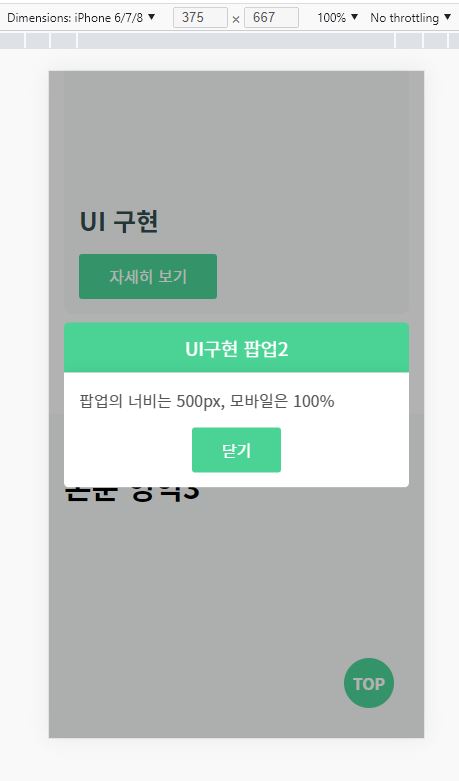 Dimensions: iPhone 6/7/8 ▼ 375 × 667 100% ▼ No throttling ▼
UI 구현
자세히 보기
UI구현 팝업2
팝업의 너비는 500px, 모바일은 100%
닫기
본문 영역3
TOP